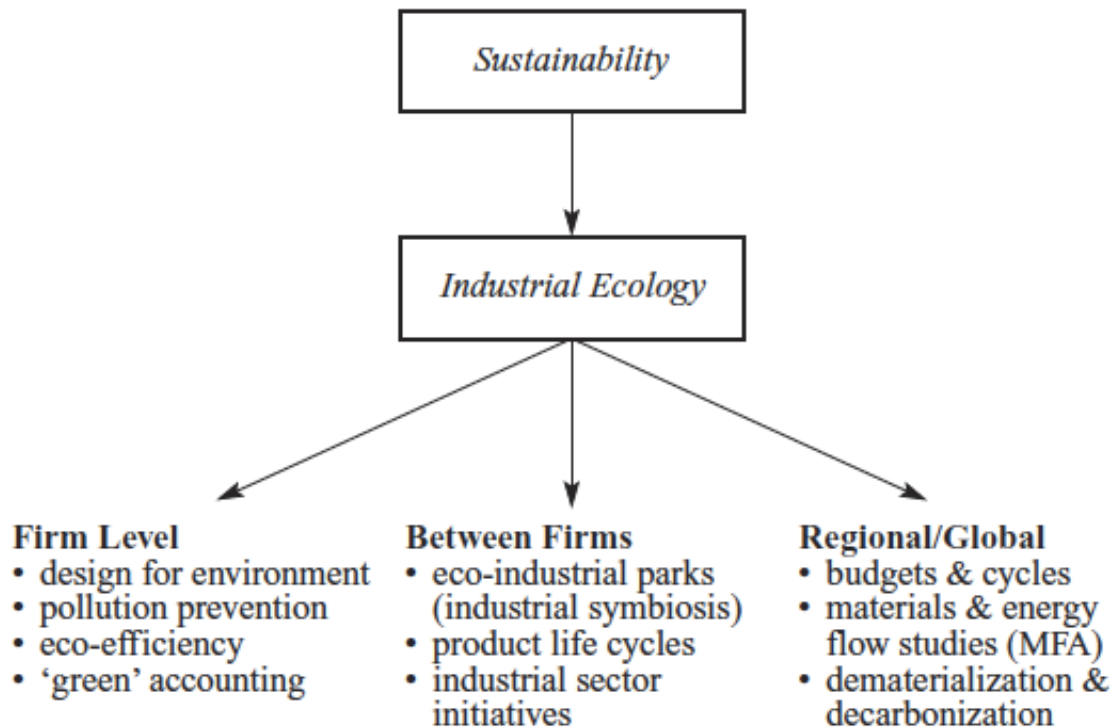 Sustainability
Industrial Ecology
Firm Level
• design for environment
• pollution prevention
• eco-efficiency
• ‘green’ accounting
Between Firms
• eco-industrial parks
(industrial symbiosis)
• product life cycles
• industrial sector
initiatives
Regional/Global
• budgets & cycles
• materials & energy
flow studies (MFA)
• dematerialization &
decarbonization